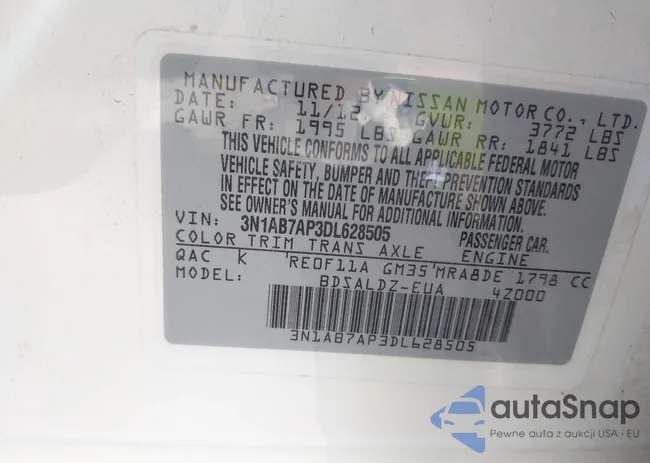 MANUFACTURED BY NISSAN MOTOR CO., LTD.
DATE: 11/12 GVWR: 3772 LBS
GAWR FR: 1995 LBS GAWR RR: 1841 LBS
THIS VEHICLE CONFORMS TO ALL APPLICABLE FEDERAL MOTOR
VEHICLE SAFETY, BUMPER AND THEFT PREVENTION STANDARDS
IN EFFECT ON THE DATE OF MANUFACTURE SHOWN ABOVE.
SEE OWNER'S MANUAL FOR ADDITIONAL INFORMATION.
VIN: 3N1AB7AP3DL628505 PASSENGER CAR.
COLOR TRIM TRANS AXLE ENGINE
QAC K RE0F11A GM35 MRA8DE 1798 CC
MODEL: BDSALDZ-EUA 4Z000
3N1AB7AP3DL628505
autaSnap
Pewne auta z aukcji USA i EU